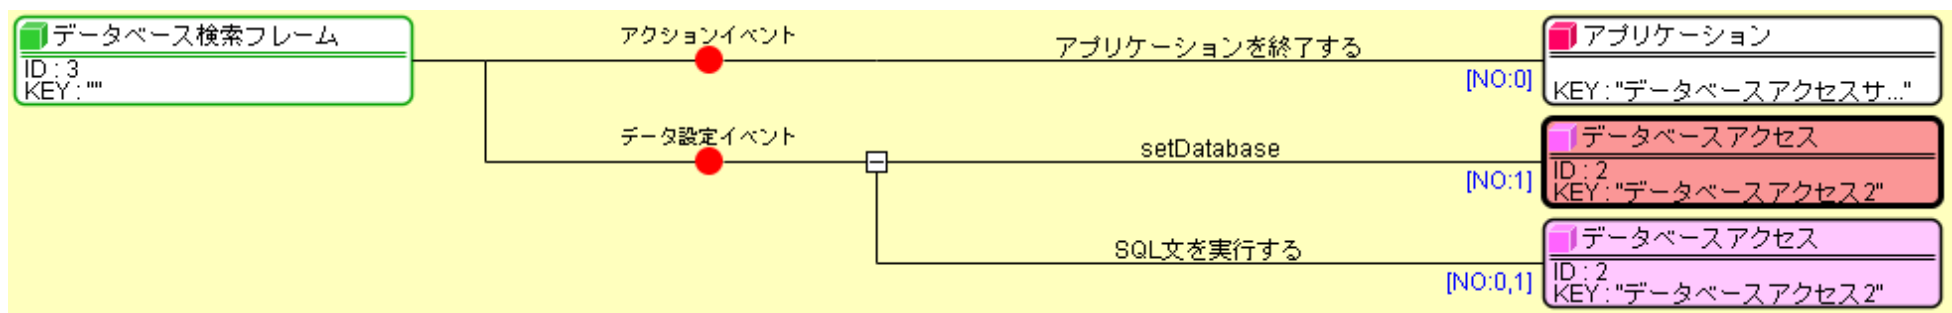 データベース検索フレーム
ID : 3
KEY : ""
アクションイベント
アプリケーションを終了する
[NO:0]
アプリケーション
KEY : "データベースアクセスサ..."
データ設定イベント
setDatabase
[NO:1]
データベースアクセス
ID : 2
KEY : "データベースアクセス2"
SQL文を実行する
[NO:0,1]
データベースアクセス
ID : 2
KEY : "データベースアクセス2"